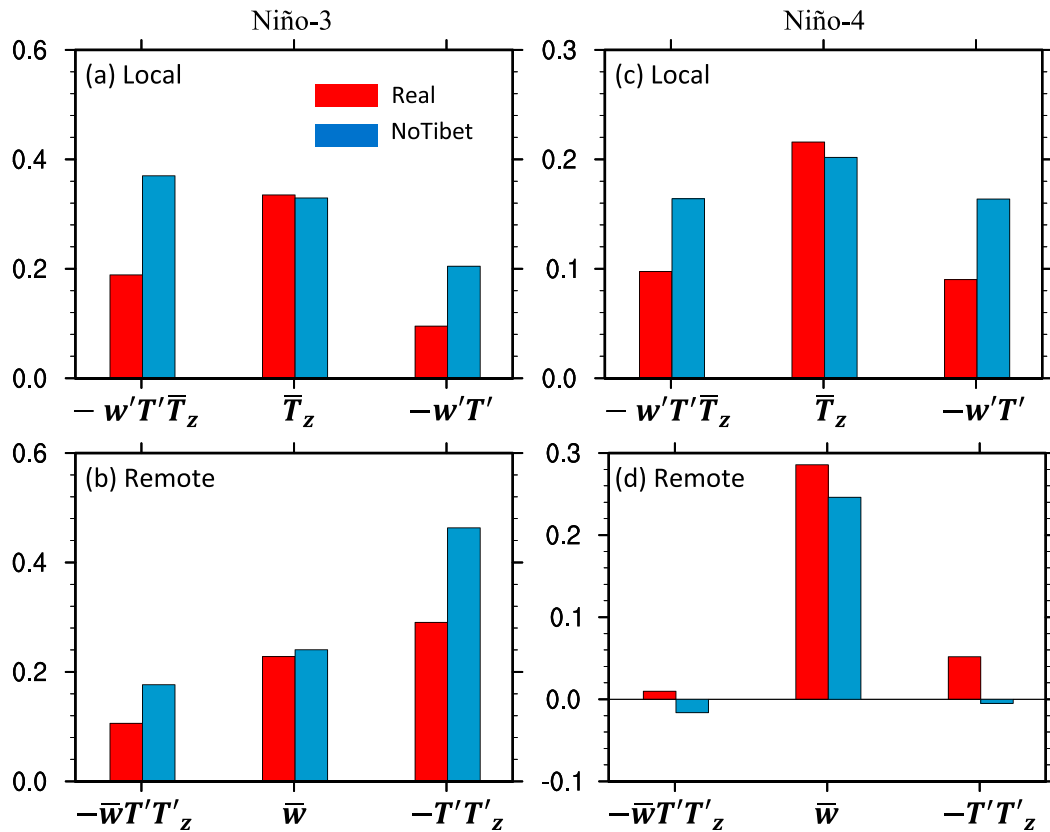 Niño-3
Niño-4
0.6
0.4
0.2
0.0
(a) Local
Real
NoTibet
− w′T′T̅z
T̅z
−w′T′
0.3
0.2
0.1
0.0
(c) Local
− w′T′T̅z
T̅z
−w′T′
0.6
0.4
0.2
0.0
(b) Remote
−w̅T′T′z
w̅
−T′T′z
0.3
0.2
0.1
0.0
-0.1
(d) Remote
−w̅T′T′z
w̅
−T′T′z